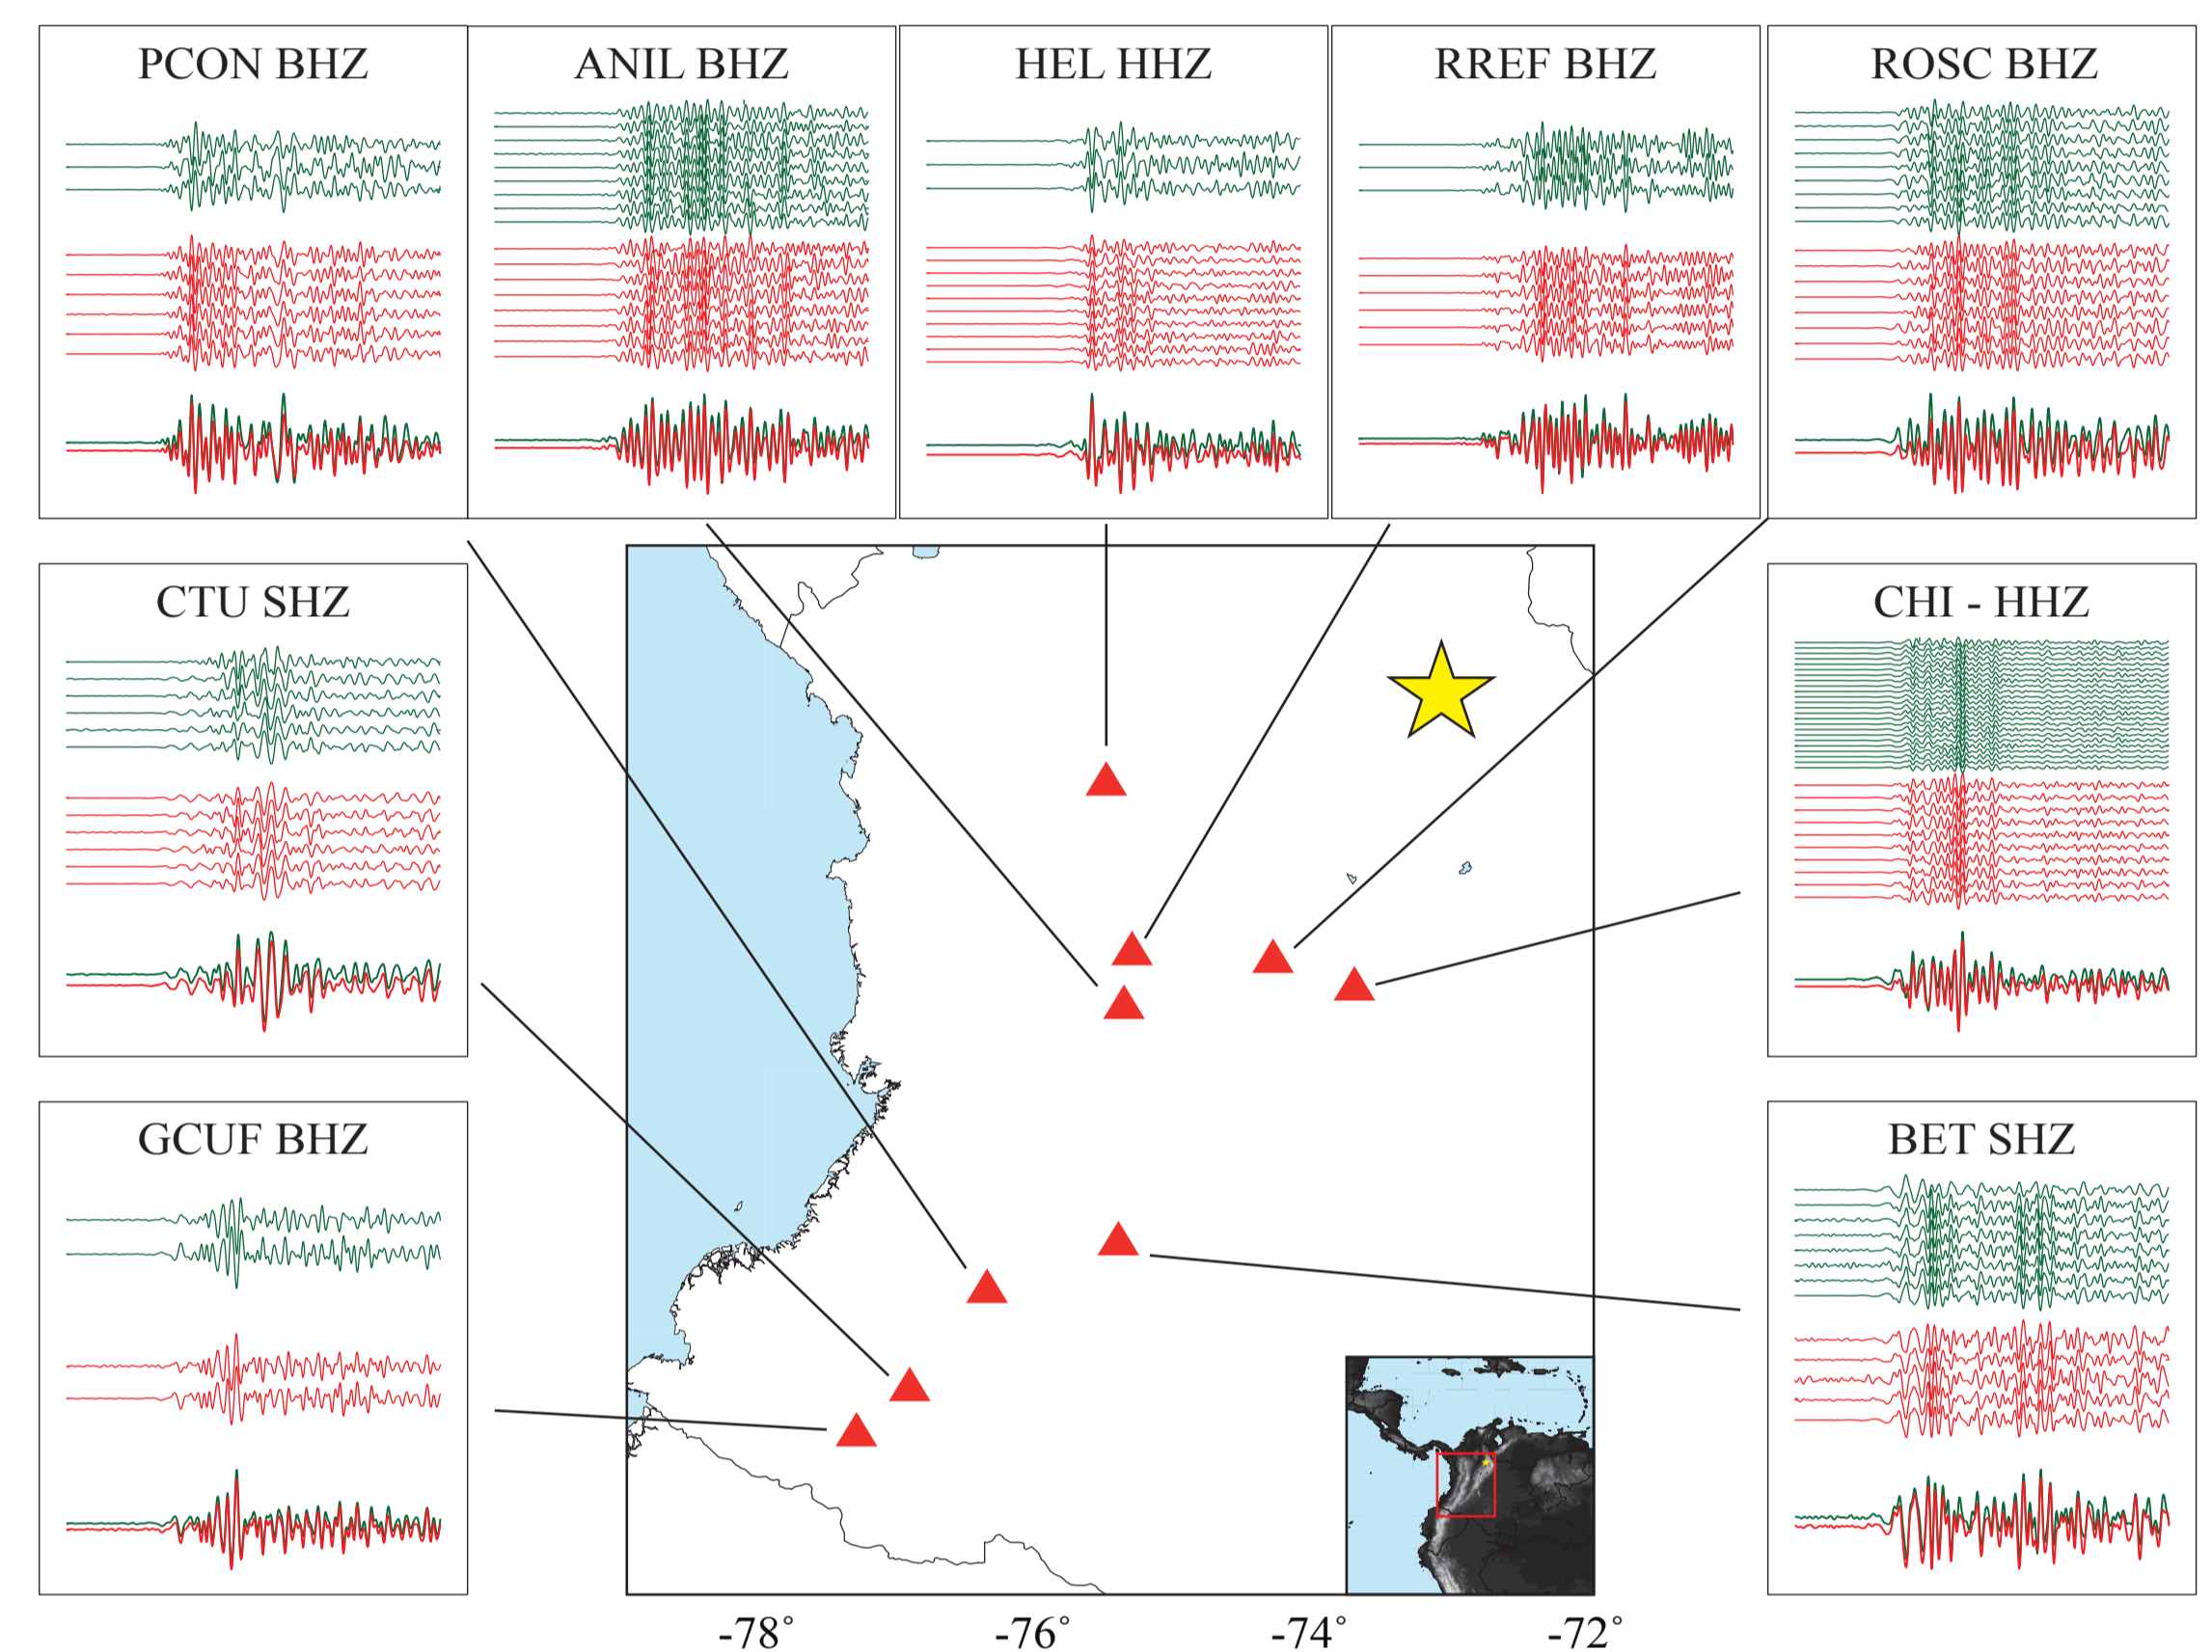 PCON BHZ
ANIL BHZ
HEL HHZ
RREF BHZ
ROSC BHZ
CTU SHZ
CHI - HHZ
GCUF BHZ
BET SHZ
-78°
-76°
-74°
-72°